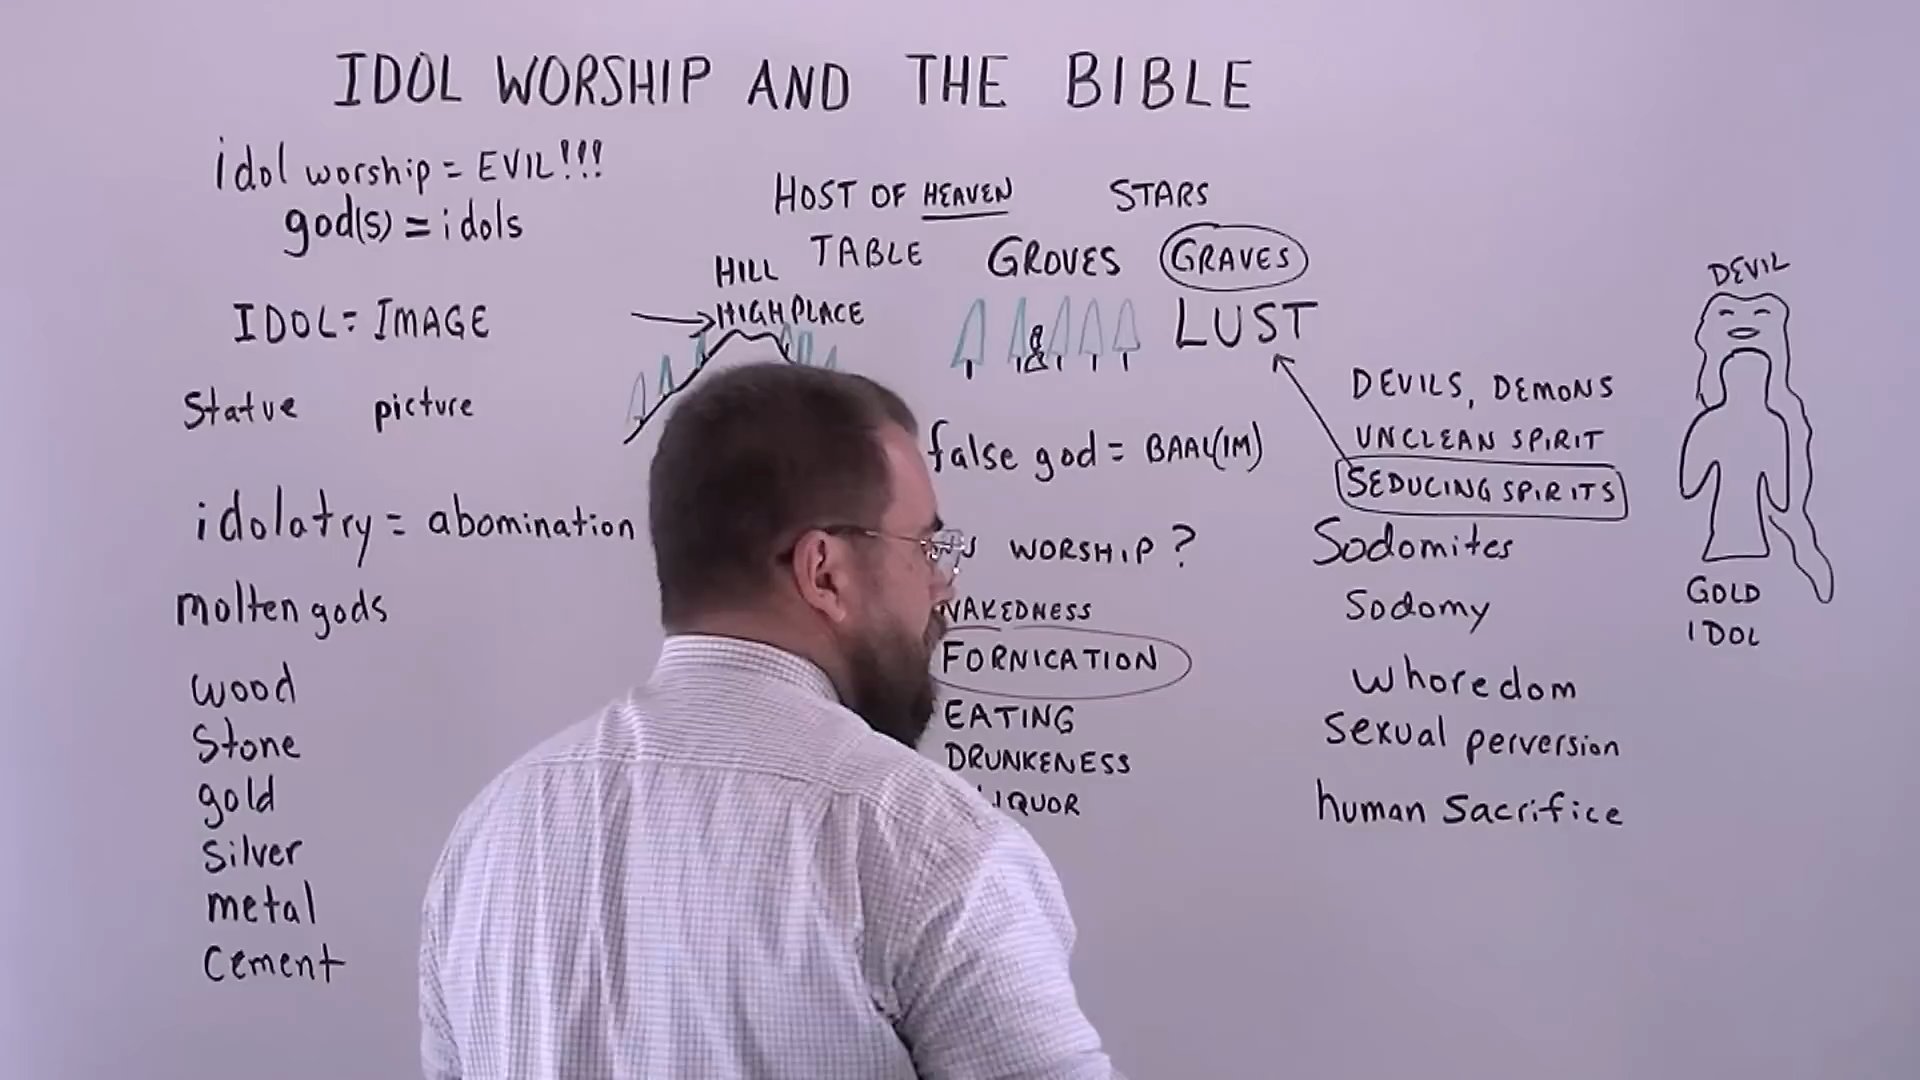 IDOL WORSHIP AND THE BIBLE
idol worship = EVIL!!!
god(s) = idols
IDOL = IMAGE
Statue picture
idolatry = abomination
molten gods
wood
Stone
gold
Silver
metal
Cement
HOST OF HEAVEN STARS
TABLE GROVES GRAVES
HILL
HIGH PLACE
LUST
false god = BAAL(IM)
WORSHIP?
NAKEDNESS
FORNICATION
EATING
DRUNKENESS
LIQUOR
DEVILS, DEMONS
UNCLEAN SPIRIT
SEDUCING SPIRITS
Sodomites
Sodomy
whoredom
Sexual perversion
human Sacrifice
DEVIL
GOLD
IDOL